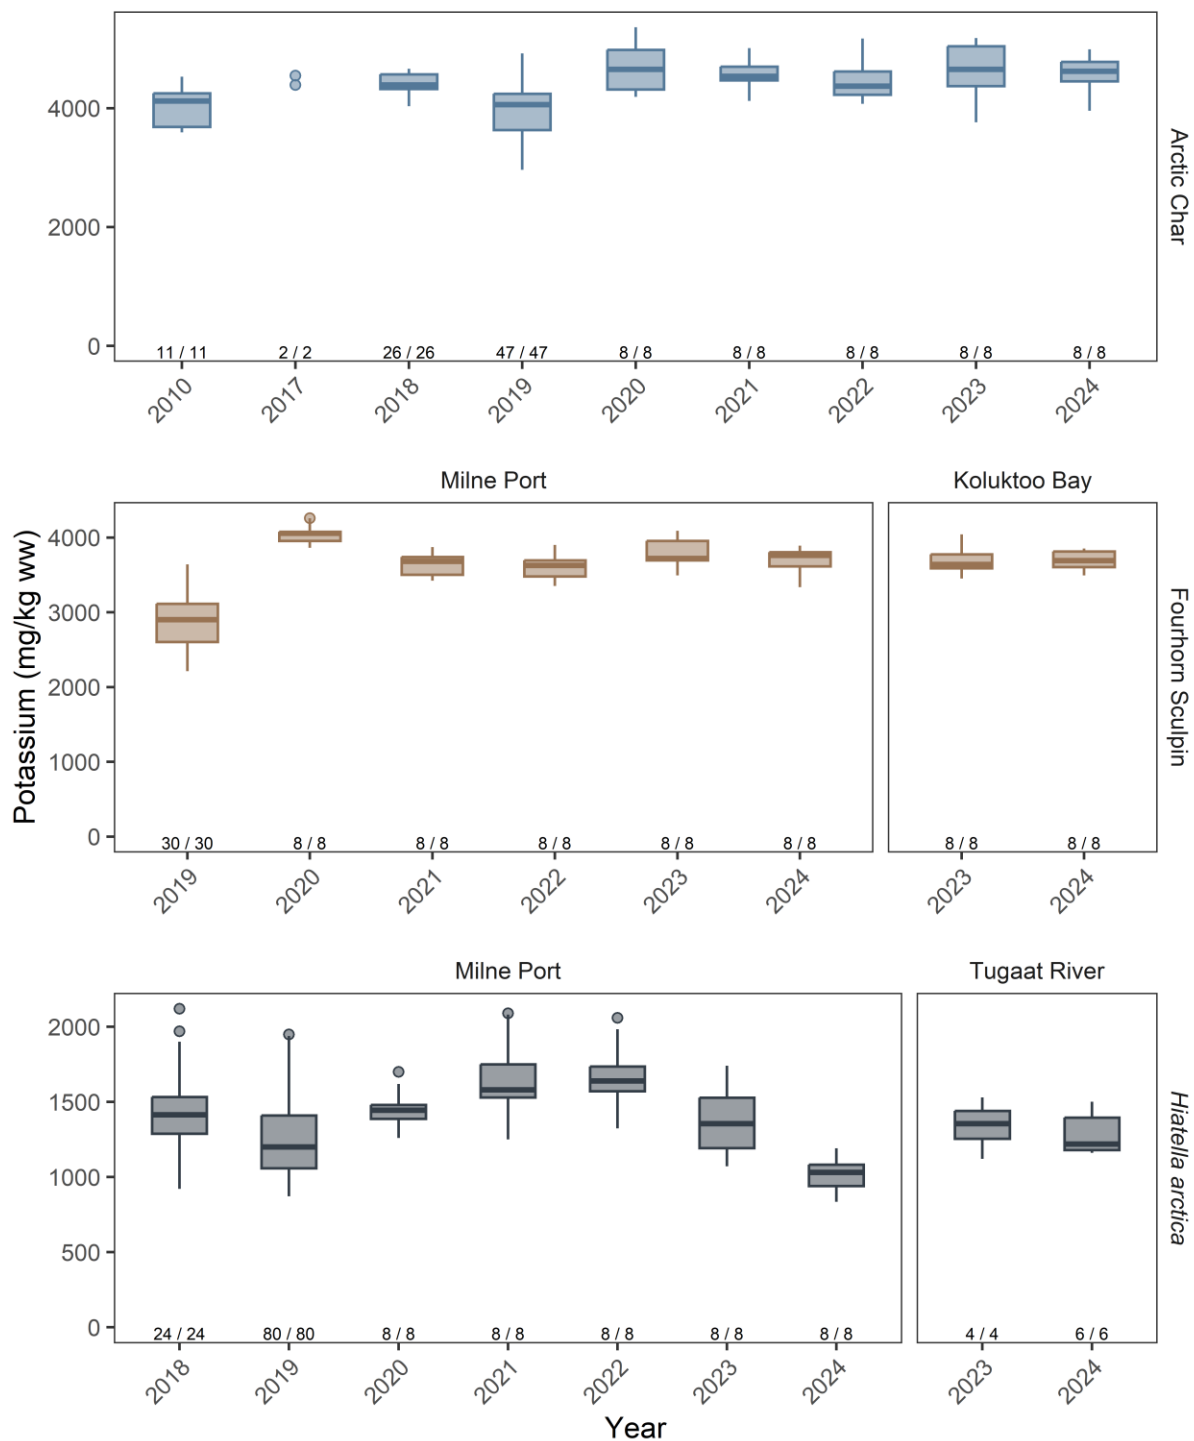 4000
2000
0
11 / 11 2 / 2 26 / 26 47 / 47 8 / 8 8 / 8 8 / 8 8 / 8 8 / 8
2010 2017 2018 2019 2020 2021 2022 2023 2024
Arctic Char
Potassium (mg/kg ww)
Milne Port Koluktoo Bay
4000
3000
2000
1000
0
30 / 30 8 / 8 8 / 8 8 / 8 8 / 8 8 / 8 8 / 8 8 / 8
2019 2020 2021 2022 2023 2024 2023 2024
Fourhorn Sculpin
Milne Port Tugaat River
2000
1500
1000
500
0
24 / 24 80 / 80 8 / 8 8 / 8 8 / 8 8 / 8 8 / 8 4 / 4 6 / 6
2018 2019 2020 2021 2022 2023 2024 2023 2024
Hiatella arctica
Year